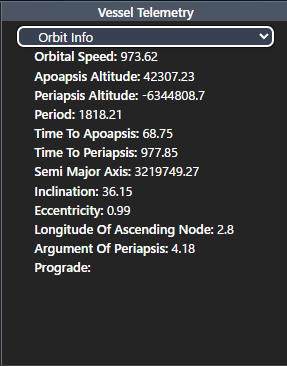 Vessel Telemetry
Orbit Info
Orbital Speed: 973.62
Apoapsis Altitude: 42307.23
Periapsis Altitude: -6344808.7
Period: 1818.21
Time To Apoapsis: 68.75
Time To Periapsis: 977.85
Semi Major Axis: 3219749.27
Inclination: 36.15
Eccentricity: 0.99
Longitude Of Ascending Node: 2.8
Argument Of Periapsis: 4.18
Prograde: